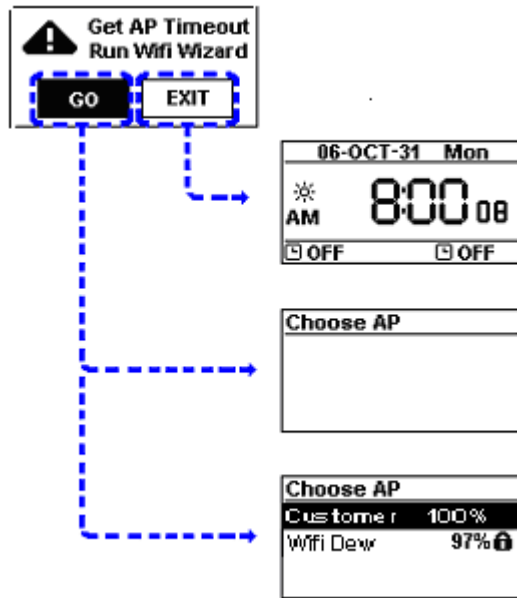 Get AP Timeout
Run Wifi Wizard
GO EXIT
06-OCT-31 Mon
AM 8:00 08
OFF OFF
Choose AP
Choose AP
Customer 100%
Wifi Dew 97%